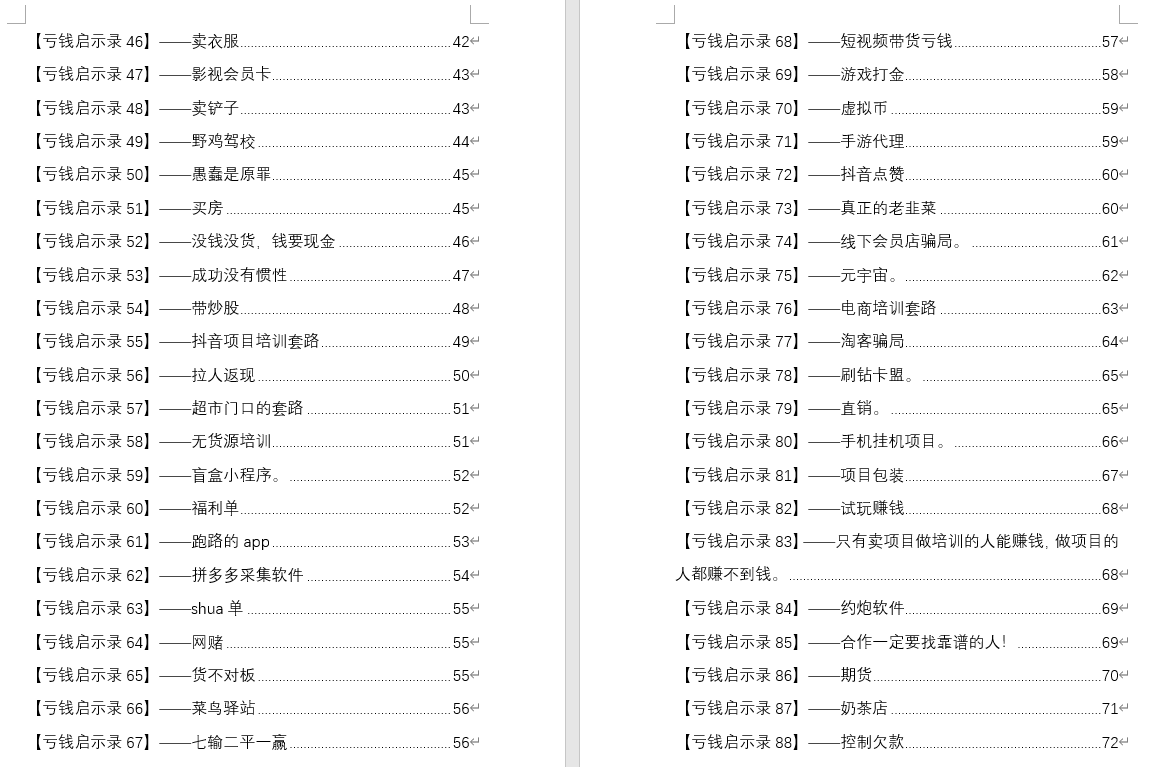 【亏钱启示录 46】——卖衣服 42
【亏钱启示录 47】——影视会员卡 43
【亏钱启示录 48】——卖铲子 43
【亏钱启示录 49】——野鸡驾校 44
【亏钱启示录 50】——愚蠢是原罪 45
【亏钱启示录 51】——买房 45
【亏钱启示录 52】——没钱没货，钱要现金 46
【亏钱启示录 53】——成功没有惯性 47
【亏钱启示录 54】——带炒股 48
【亏钱启示录 55】——抖音项目培训套路 49
【亏钱启示录 56】——拉人返现 50
【亏钱启示录 57】——超市门口的套路 51
【亏钱启示录 58】——无货源培训 51
【亏钱启示录 59】——盲盒小程序。 52
【亏钱启示录 60】——福利单 52
【亏钱启示录 61】——跑路的 app 53
【亏钱启示录 62】——拼多多采集软件 54
【亏钱启示录 63】——shua 单 55
【亏钱启示录 64】——网赌 55
【亏钱启示录 65】——货不对板 55
【亏钱启示录 66】——菜鸟驿站 56
【亏钱启示录 67】——七输二平一赢 56
【亏钱启示录 68】——短视频带货亏钱 57
【亏钱启示录 69】——游戏打金 58
【亏钱启示录 70】——虚拟币 59
【亏钱启示录 71】——手游代理 59
【亏钱启示录 72】——抖音点赞 60
【亏钱启示录 73】——真正的老韭菜 60
【亏钱启示录 74】——线下会员店骗局。 61
【亏钱启示录 75】——元宇宙。 62
【亏钱启示录 76】——电商培训套路 63
【亏钱启示录 77】——淘客骗局 64
【亏钱启示录 78】——刷钻卡盟。 65
【亏钱启示录 79】——直销。 65
【亏钱启示录 80】——手机挂机项目。 66
【亏钱启示录 81】——项目包装 67
【亏钱启示录 82】——试玩赚钱 68
【亏钱启示录 83】——只有卖项目做培训的人能赚钱，做项目的
人都赚不到钱。 68
【亏钱启示录 84】——约炮软件 69
【亏钱启示录 85】——合作一定要找靠谱的人！ 69
【亏钱启示录 86】——期货 70
【亏钱启示录 87】——奶茶店 71
【亏钱启示录 88】——控制欠款 72